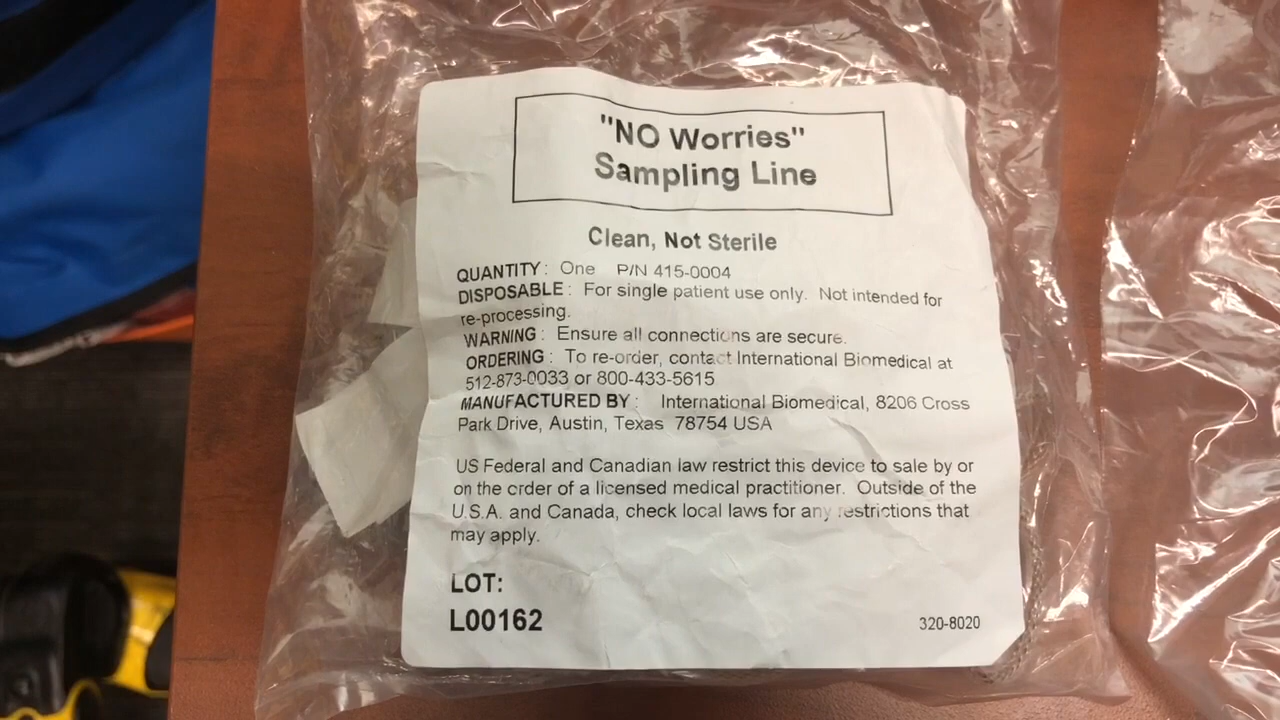 "NO Worries"
Sampling Line
Clean, Not Sterile
QUANTITY: One P/N 415-0004
DISPOSABLE: For single patient use only. Not intended for
re-processing.
WARNING: Ensure all connections are secure.
ORDERING: To re-order, contact International Biomedical at
512-873-0033 or 800-433-5615
MANUFACTURED BY: International Biomedical, 8206 Cross
Park Drive, Austin, Texas 78754 USA
US Federal and Canadian law restrict this device to sale by or
on the order of a licensed medical practitioner. Outside of the
U.S.A. and Canada, check local laws for any restrictions that
may apply.
LOT:
L00162
320-8020